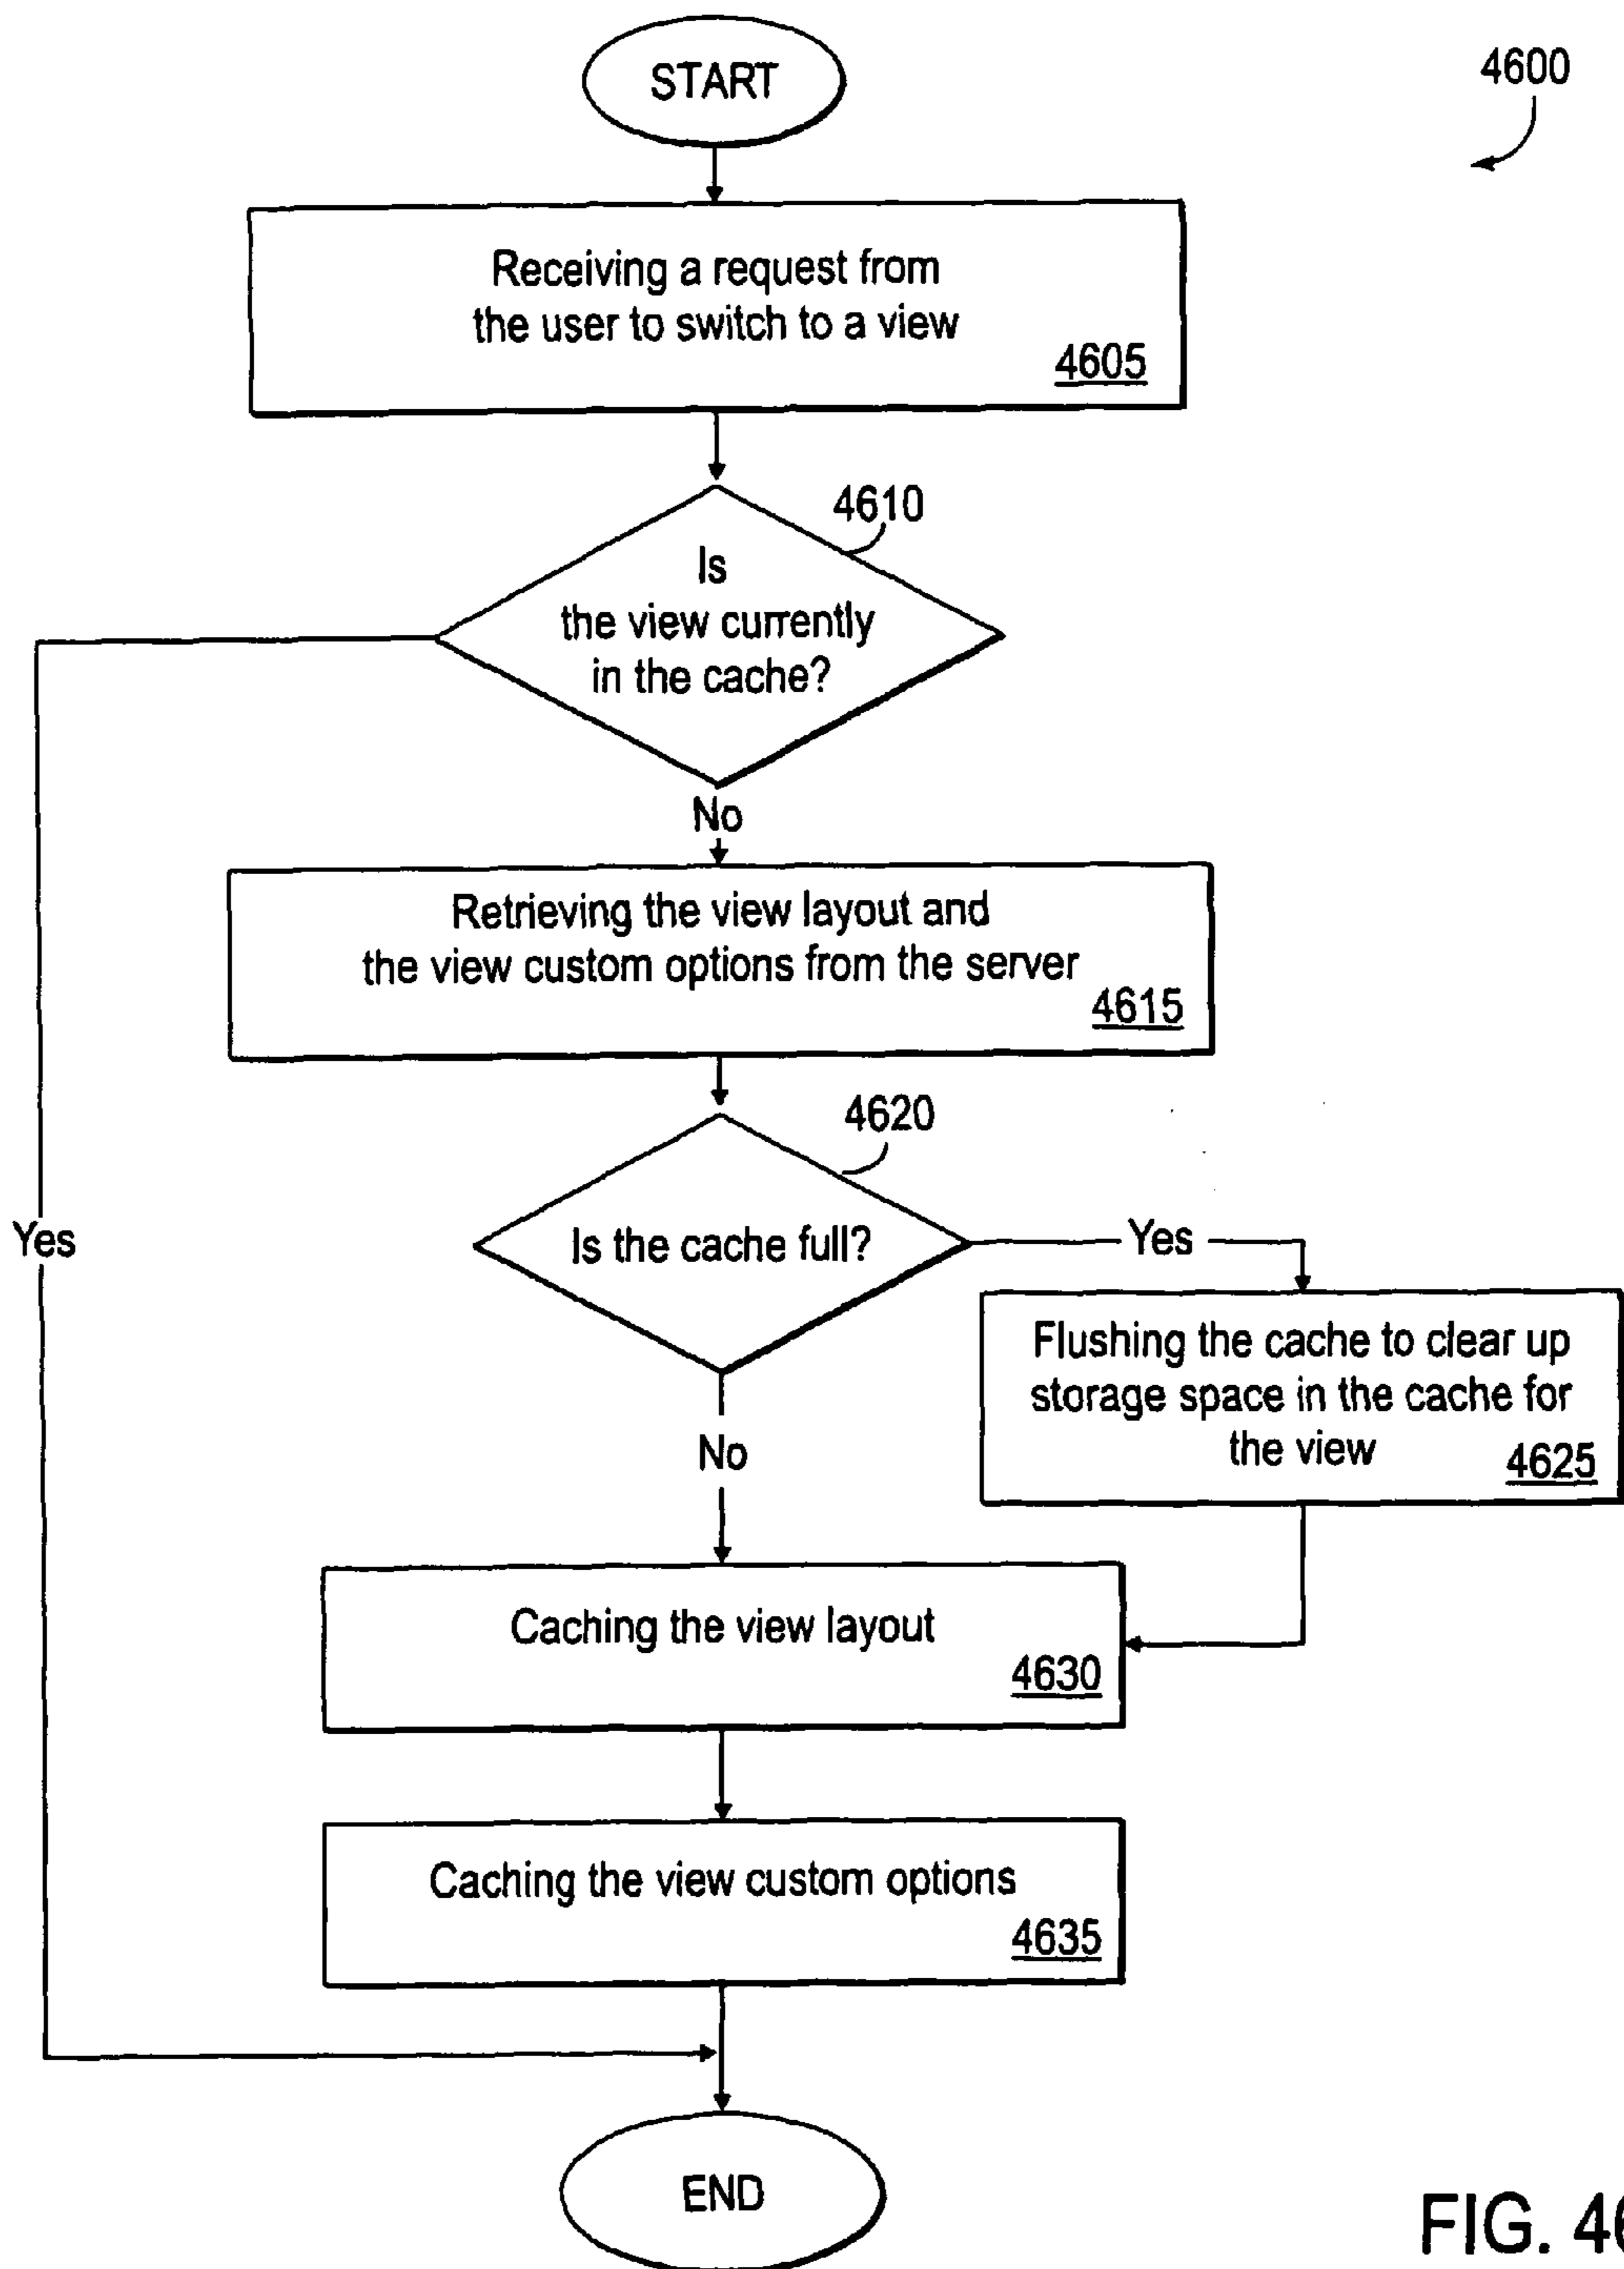 START
4600
Receiving a request from
the user to switch to a view
4605
4610
Is
the view currently
in the cache?
No
Retrieving the view layout and
the view custom options from the server
4615
4620
Yes
Is the cache full?
Yes
Flushing the cache to clear up
storage space in the cache for
the view
4625
No
Caching the view layout
4630
Caching the view custom options
4635
END
FIG. 46